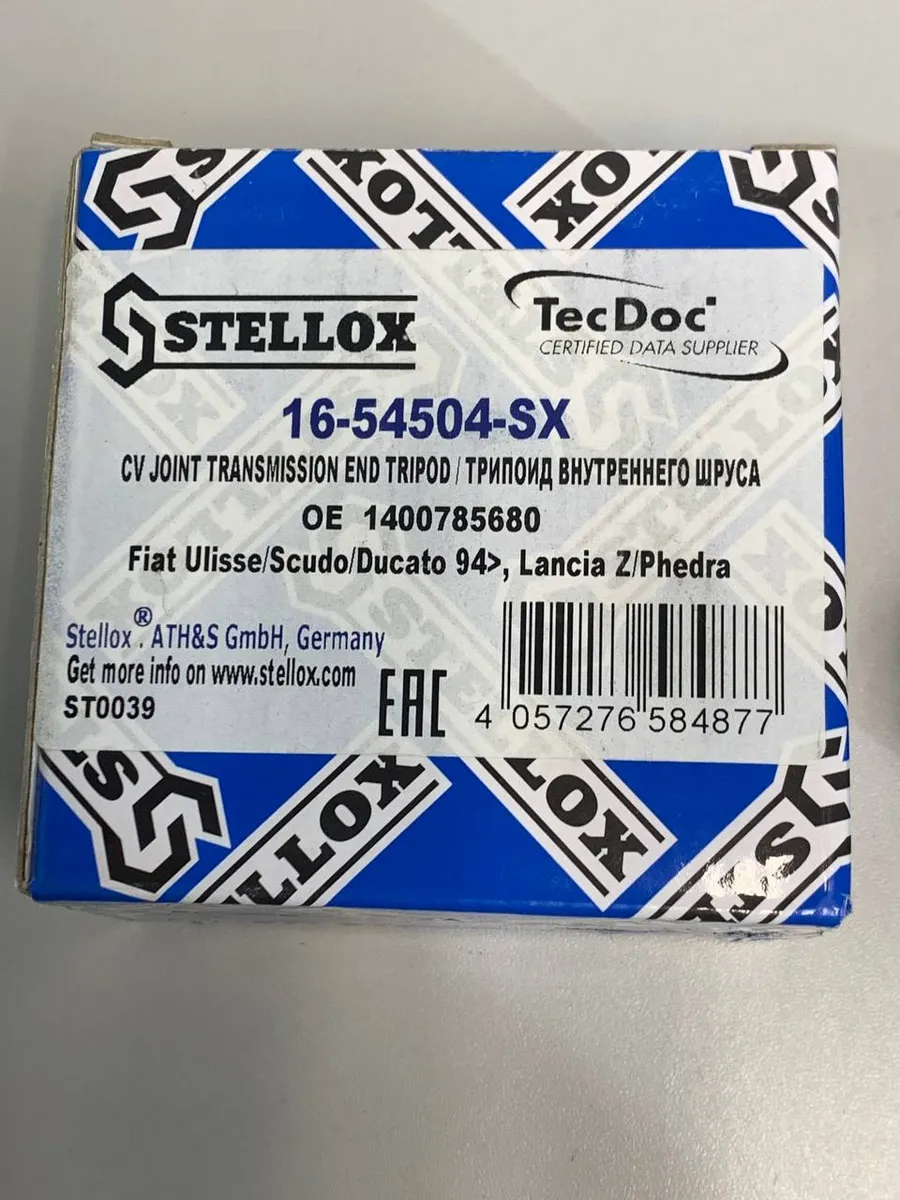 STELLOX
TecDoc
CERTIFIED DATA SUPPLIER
16-54504-SX
CV JOINT TRANSMISSION END TRIPOD / ТРИПОИД ВНУТРЕННЕГО ШРУСА
OE 1400785680
Fiat Ulisse/Scudo/Ducato 94>, Lancia Z/Phedra
Stellox®. ATH&S GmbH, Germany
Get more info on www.stellox.com
ST0039
EAC
4 057276 584877
STELLOX